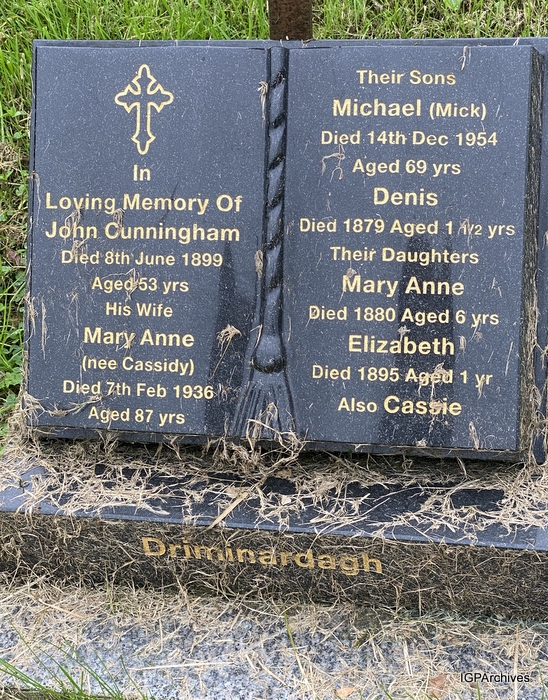 In
Loving Memory Of
John Cunningham
Died 8th June 1899
Aged 53 yrs
His Wife
Mary Anne
(nee Cassidy)
Died 7th Feb 1936
Aged 87 yrs
Their Sons
Michael (Mick)
Died 14th Dec 1954
Aged 69 yrs
Denis
Died 1879 Aged 1 1/2 yrs
Their Daughters
Mary Anne
Died 1880 Aged 6 yrs
Elizabeth
Died 1895 Aged 1 yr
Also Cassie
Driminardagh
IGPArchives